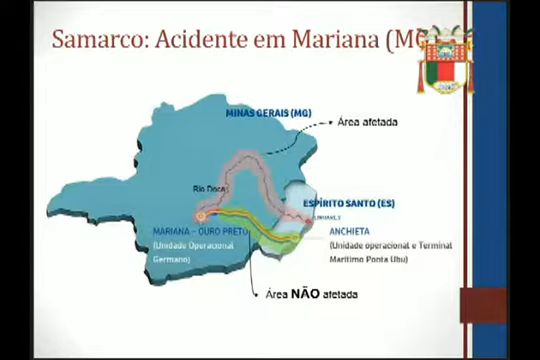 Samarco: Acidente em Mariana (MG
MINAS GERAIS (MG)
Área afetada
Rio Doce
ESPÍRITO SANTO (ES)
LINHARES
MARIANA – OURO PRETO
(Unidade Operacional
Germano)
ANCHIETA
(Unidade operacional e Terminal
Marítimo Ponta Ubu)
Área NÃO afetada